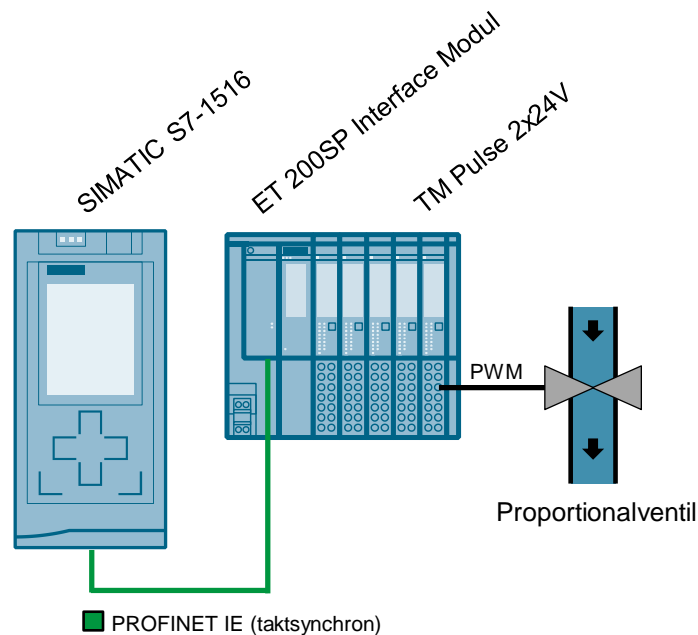 SIMATIC S7-1516
ET 200SP Interface Modul
TM Pulse 2x24V
PWM
Proportionalventil
PROFINET IE (taktsynchron)